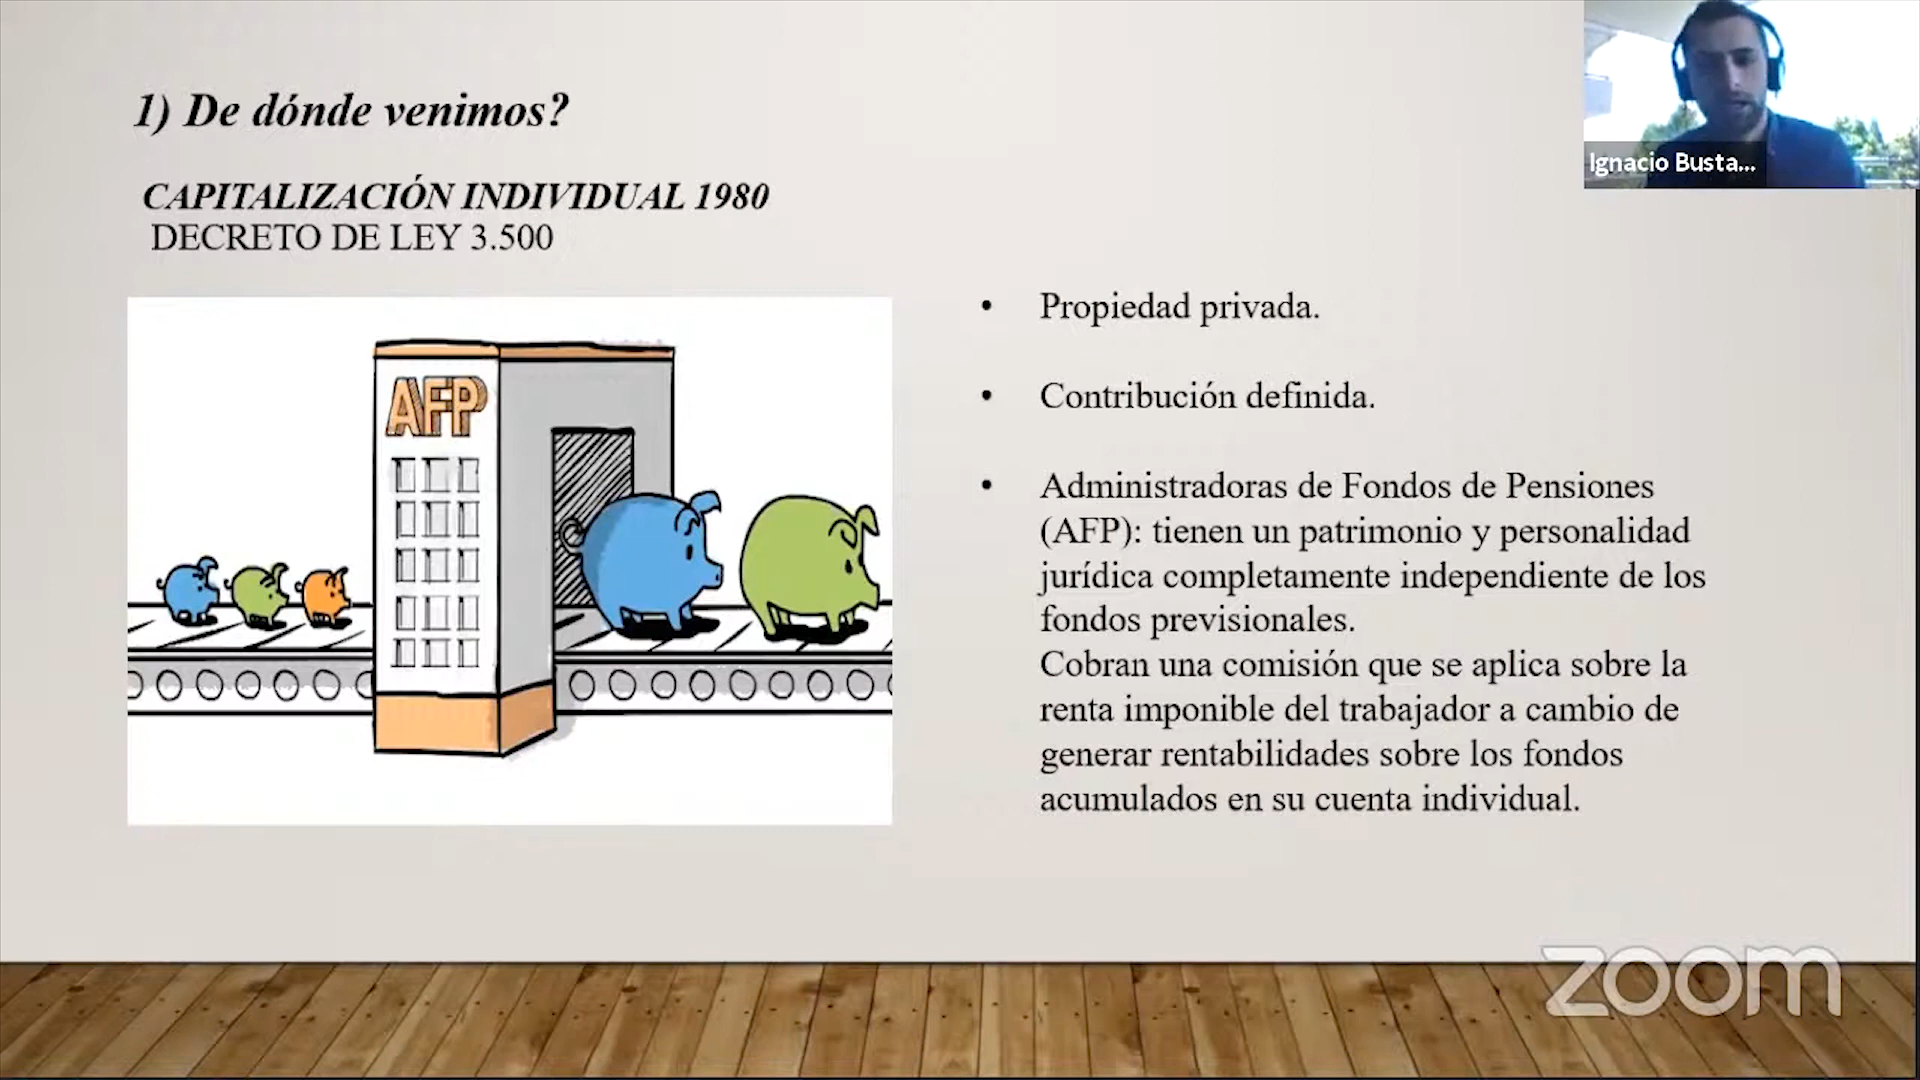 1) De dónde venimos?
CAPITALIZACIÓN INDIVIDUAL 1980
DECRETO DE LEY 3.500
AFP
• Propiedad privada.
• Contribución definida.
• Administradoras de Fondos de Pensiones
(AFP): tienen un patrimonio y personalidad
jurídica completamente independiente de los
fondos previsionales.
Cobran una comisión que se aplica sobre la
renta imponible del trabajador a cambio de
generar rentabilidades sobre los fondos
acumulados en su cuenta individual.
Ignacio Busta...
zoom